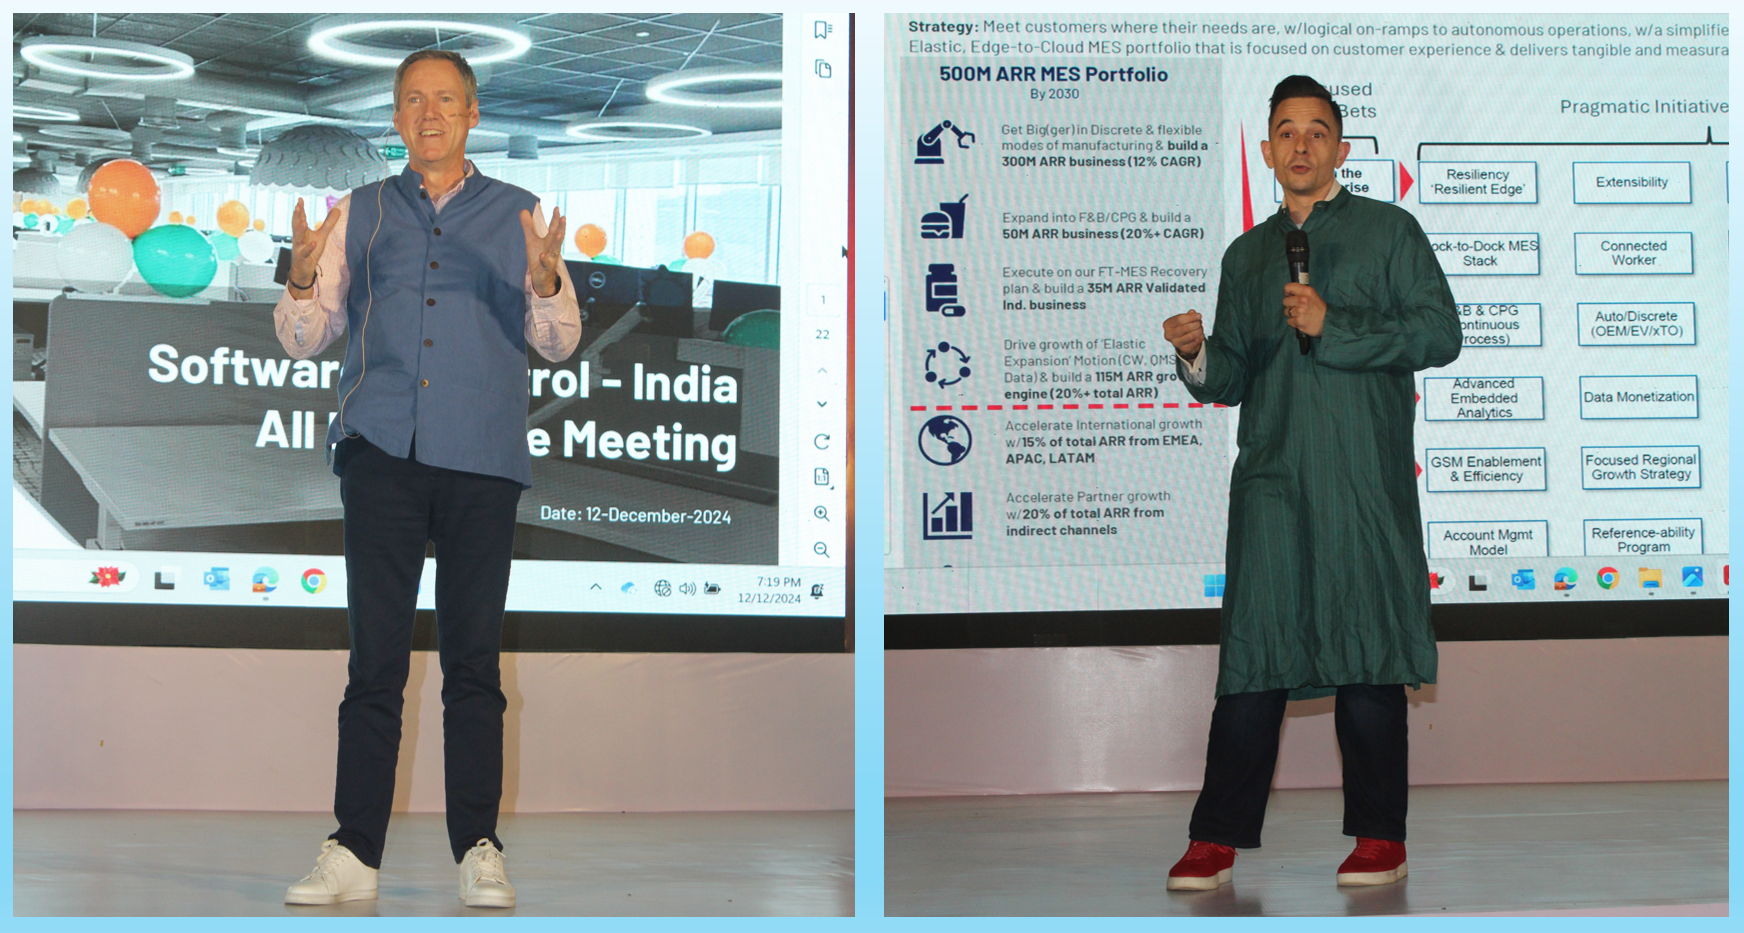 Software
trol - India
All
e Meeting
Date: 12-December-2024
1
22
1:1
7:19 PM
12/12/2024
Strategy: Meet customers where their needs are, w/logical on-ramps to autonomous operations, w/a simplifie
Elastic, Edge-to-Cloud MES portfolio that is focused on customer experience & delivers tangible and measura
500M ARR MES Portfolio
By 2030
Get Big(ger) in Discrete & flexible
modes of manufacturing & build a
300M ARR business (12% CAGR)
Expand into F&B/CPG & build a
50M ARR business (20%+ CAGR)
Execute on our FT-MES Recovery
plan & build a 35M ARR Validated
Ind. business
Drive growth of 'Elastic
Expansion' Motion (CW, QMS
Data) & build a 115M ARR gro
engine (20%+ total ARR)
Accelerate International growth
w/15% of total ARR from EMEA,
APAC, LATAM
Accelerate Partner growth
w/20% of total ARR from
indirect channels
used
Bets
Pragmatic Initiative
the
rise
Resiliency
'Resilient Edge'
Extensibility
ock-to-Dock MES
Stack
Connected
Worker
&B & CPG
ontinuous
rocess)
Auto/Discrete
(OEM/EV/xTO)
Advanced
Embedded
Analytics
Data Monetization
GSM Enablement
& Efficiency
Focused Regional
Growth Strategy
Account Mgmt
Model
Reference-ability
Program